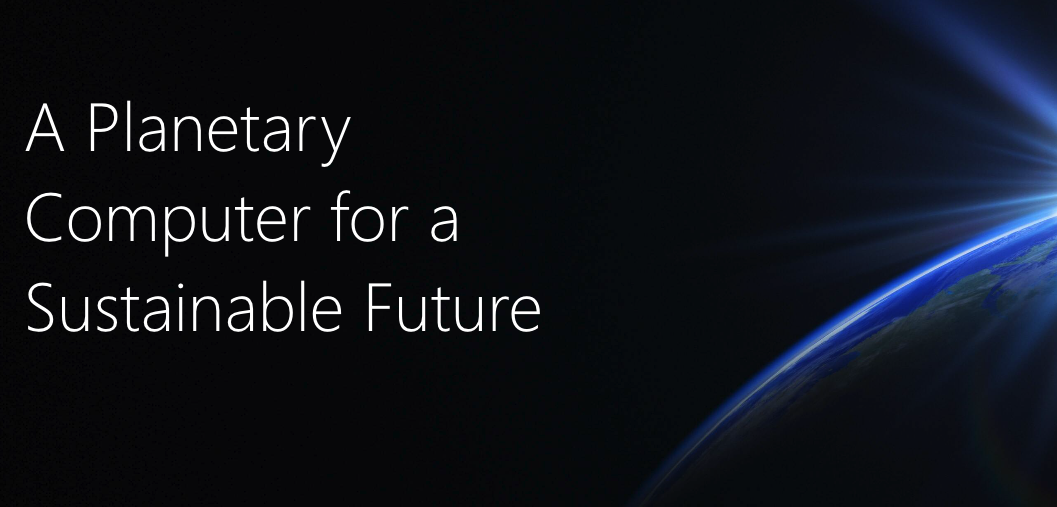 A Planetary
Computer for a
Sustainable Future